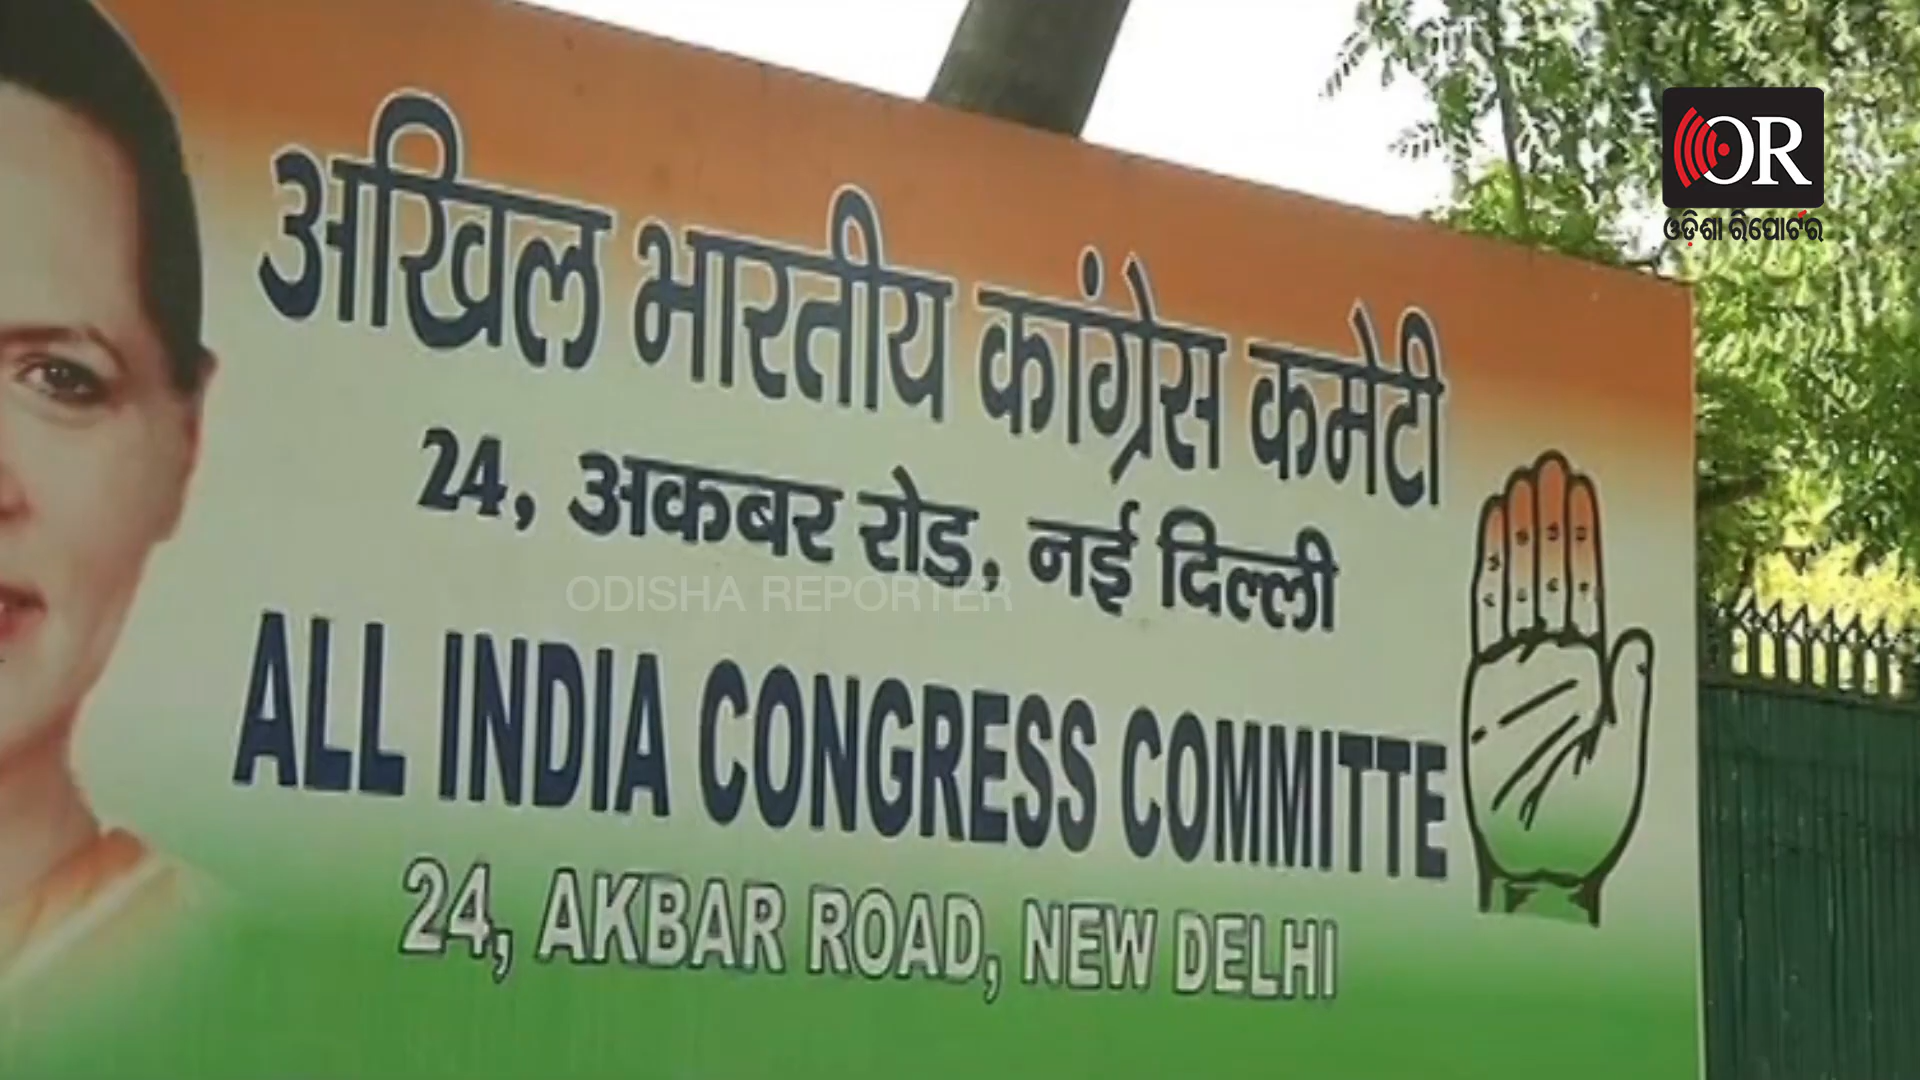 OR
ଓଡ଼ିଶା ରିପୋର୍ଟର
अखिल भारतीय कांग्रेस कमेटी
24, अकबर रोड, नई दिल्ली
ODISHA REPORTER
ALL INDIA CONGRESS COMMITTE
24, AKBAR ROAD, NEW DELHI